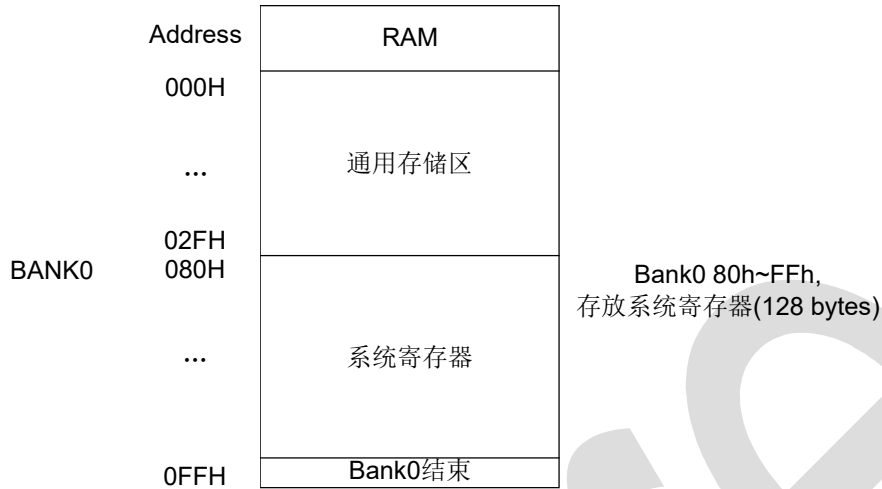 Address RAM
000H
... 通用存储区
02FH
BANK0 080H Bank0 80h~FFh,
存放系统寄存器(128 bytes)
... 系统寄存器
0FFH Bank0结束